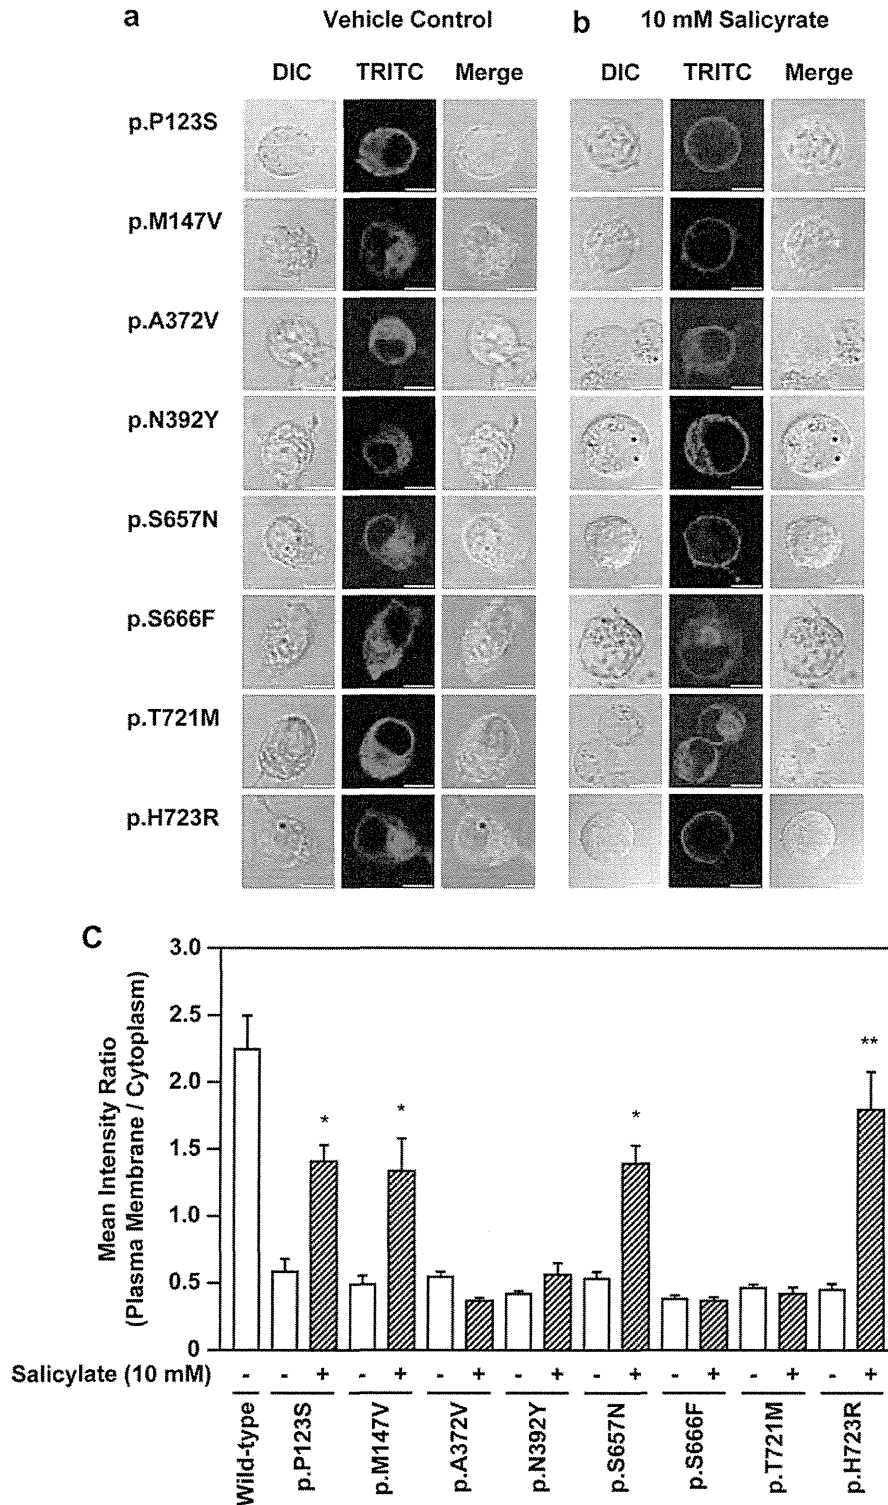 a Vehicle Control b 10 mM Salicyrate
DIC TRITC Merge DIC TRITC Merge
p.P123S
p.M147V
p.A372V
p.N392Y
p.S657N
p.S666F
p.T721M
p.H723R
C
Mean Intensity Ratio
(Plasma Membrane / Cytoplasm)
3.0
2.5
2.0
1.5
1.0
0.5
0
* * * **
Salicylate (10 mM) - - + - + - + - + - + - + - + - +
Wild-type
p.P123S
p.M147V
p.A372V
p.N392Y
p.S657N
p.S666F
p.T721M
p.H723R